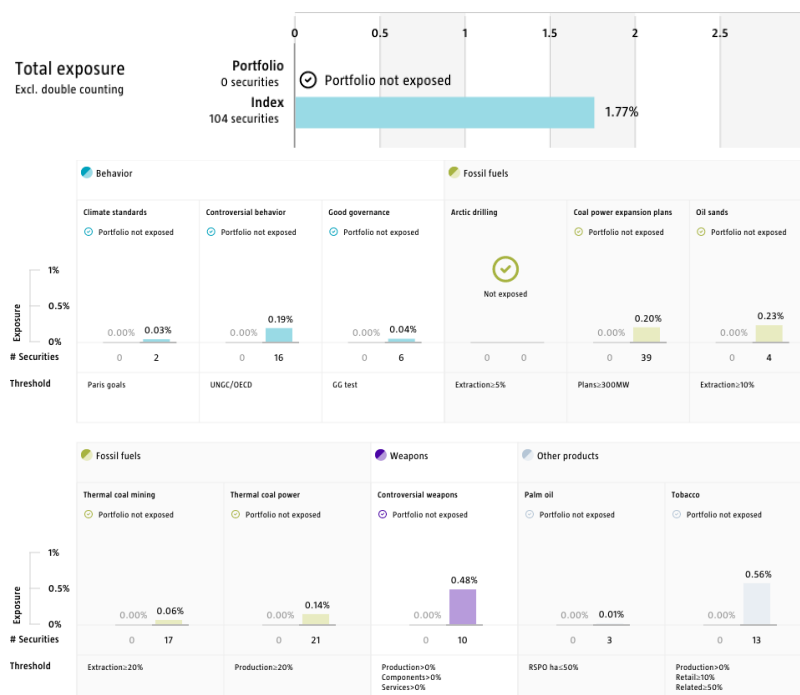 0 0.5 1 1.5 2 2.5
Total exposure
Excl. double counting
Portfolio
0 securities
Portfolio not exposed
Index
104 securities
1.77%
Behavior
Fossil fuels
Climate standards Controversial behavior Good governance Arctic drilling Coal power expansion plans Oil sands
Portfolio not exposed Portfolio not exposed Portfolio not exposed Portfolio not exposed Portfolio not exposed
Not exposed
Exposure
1%
0.5%
0%
0.00% 0.03% 0.00% 0.19% 0.00% 0.04% 0.00% 0.20% 0.00% 0.23%
# Securities 0 2 0 16 0 6 0 0 0 39 0 4
Threshold Paris goals UNGC/OECD GG test Extraction≥5% Plans≥300MW Extraction≥10%
Fossil fuels
Weapons
Other products
Thermal coal mining Thermal coal power Controversial weapons Palm oil Tobacco
Portfolio not exposed Portfolio not exposed Portfolio not exposed Portfolio not exposed Portfolio not exposed
Exposure
1%
0.5%
0%
0.00% 0.06% 0.00% 0.14% 0.00% 0.48% 0.00% 0.01% 0.00% 0.56%
# Securities 0 17 0 21 0 10 0 3 0 13
Threshold Extraction≥20% Production≥20% Production>0% RSPO ha≤50% Production>0%
Components>0% Retail≥10%
Services>0% Related≥50%